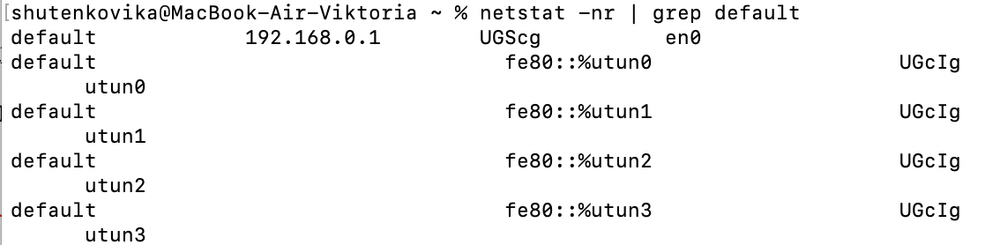 [shutenkovika@MacBook-Air-Viktoria ~ % netstat -nr | grep default
default 192.168.0.1 UGScg en0
default fe80::%utun0 UGcIg
utun0
default fe80::%utun1 UGcIg
utun1
default fe80::%utun2 UGcIg
utun2
default fe80::%utun3 UGcIg
utun3